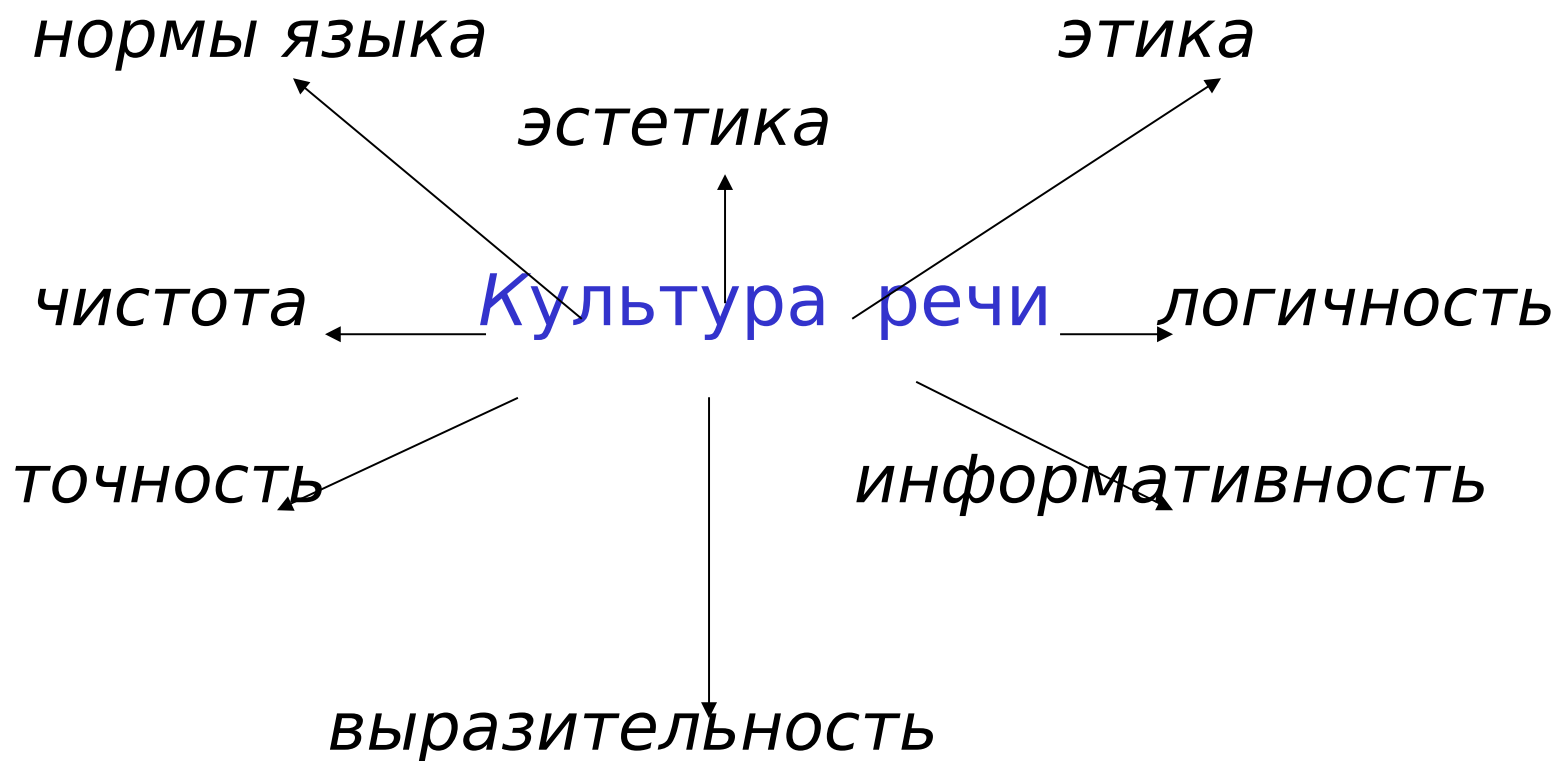 нормы языка
этика
эстетика
чистота
Культура речи
логичность
точность
информативность
выразительность